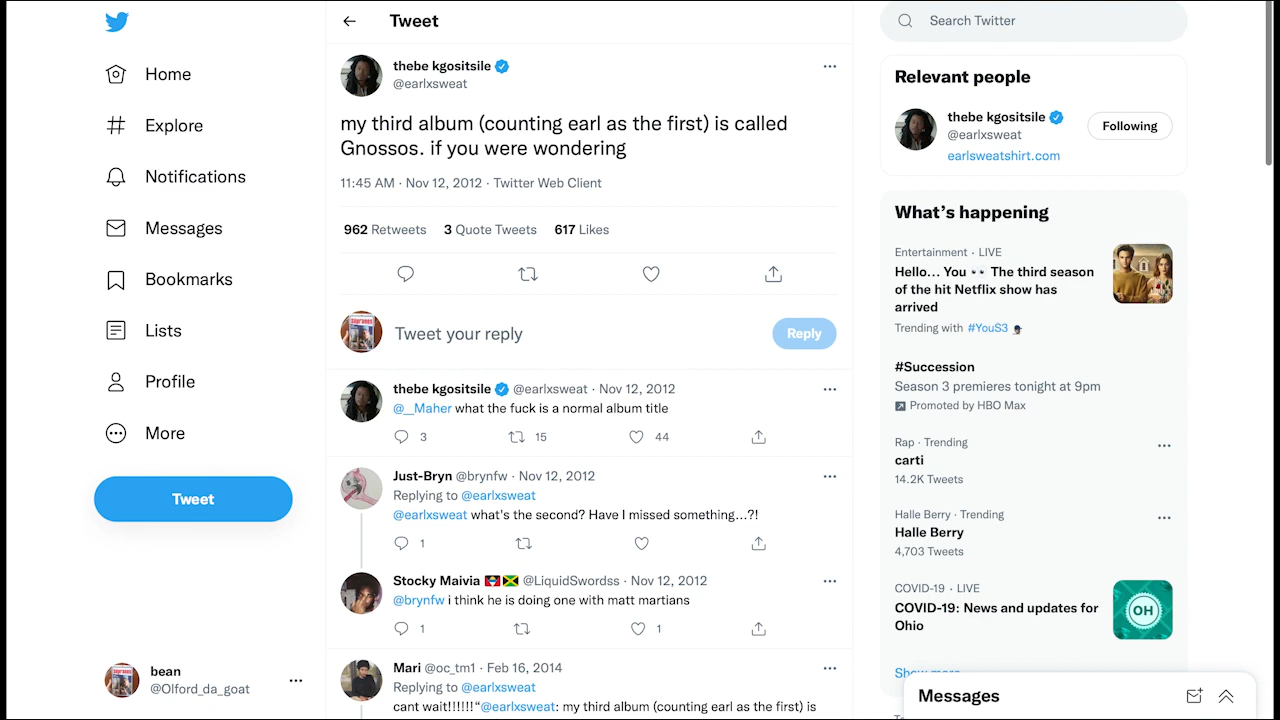 Home
Explore
Notifications
Messages
Bookmarks
Lists
Profile
More
Tweet
bean
@Olford_da_goat
Tweet
thebe kgositsile
@earlxsweat
my third album (counting earl as the first) is called
Gnossos. if you were wondering
11:45 AM · Nov 12, 2012 · Twitter Web Client
962 Retweets 3 Quote Tweets 617 Likes
Tweet your reply
Reply
thebe kgositsile @earlxsweat · Nov 12, 2012
@__Maher what the fuck is a normal album title
3 15 44
Just-Bryn @brynfw · Nov 12, 2012
Replying to @earlxsweat
@earlxsweat what's the second? Have I missed something...?!
1
Stocky Maivia @LiquidSwordss · Nov 12, 2012
@brynfw i think he is doing one with matt martians
1 1
Mari @oc_tm1 · Feb 16, 2014
Replying to @earlxsweat
cant wait!!!!!!"@earlxsweat: my third album (counting earl as the first) is
Search Twitter
Relevant people
thebe kgositsile
@earlxsweat
Following
earlsweatshirt.com
What's happening
Entertainment · LIVE
Hello... You 👀 The third season
of the hit Netflix show has
arrived
Trending with #YouS3
#Succession
Season 3 premieres tonight at 9pm
Promoted by HBO Max
Rap · Trending
carti
14.2K Tweets
Halle Berry · Trending
Halle Berry
4,703 Tweets
COVID-19 · LIVE
COVID-19: News and updates for
Ohio
OH
Show more
Messages